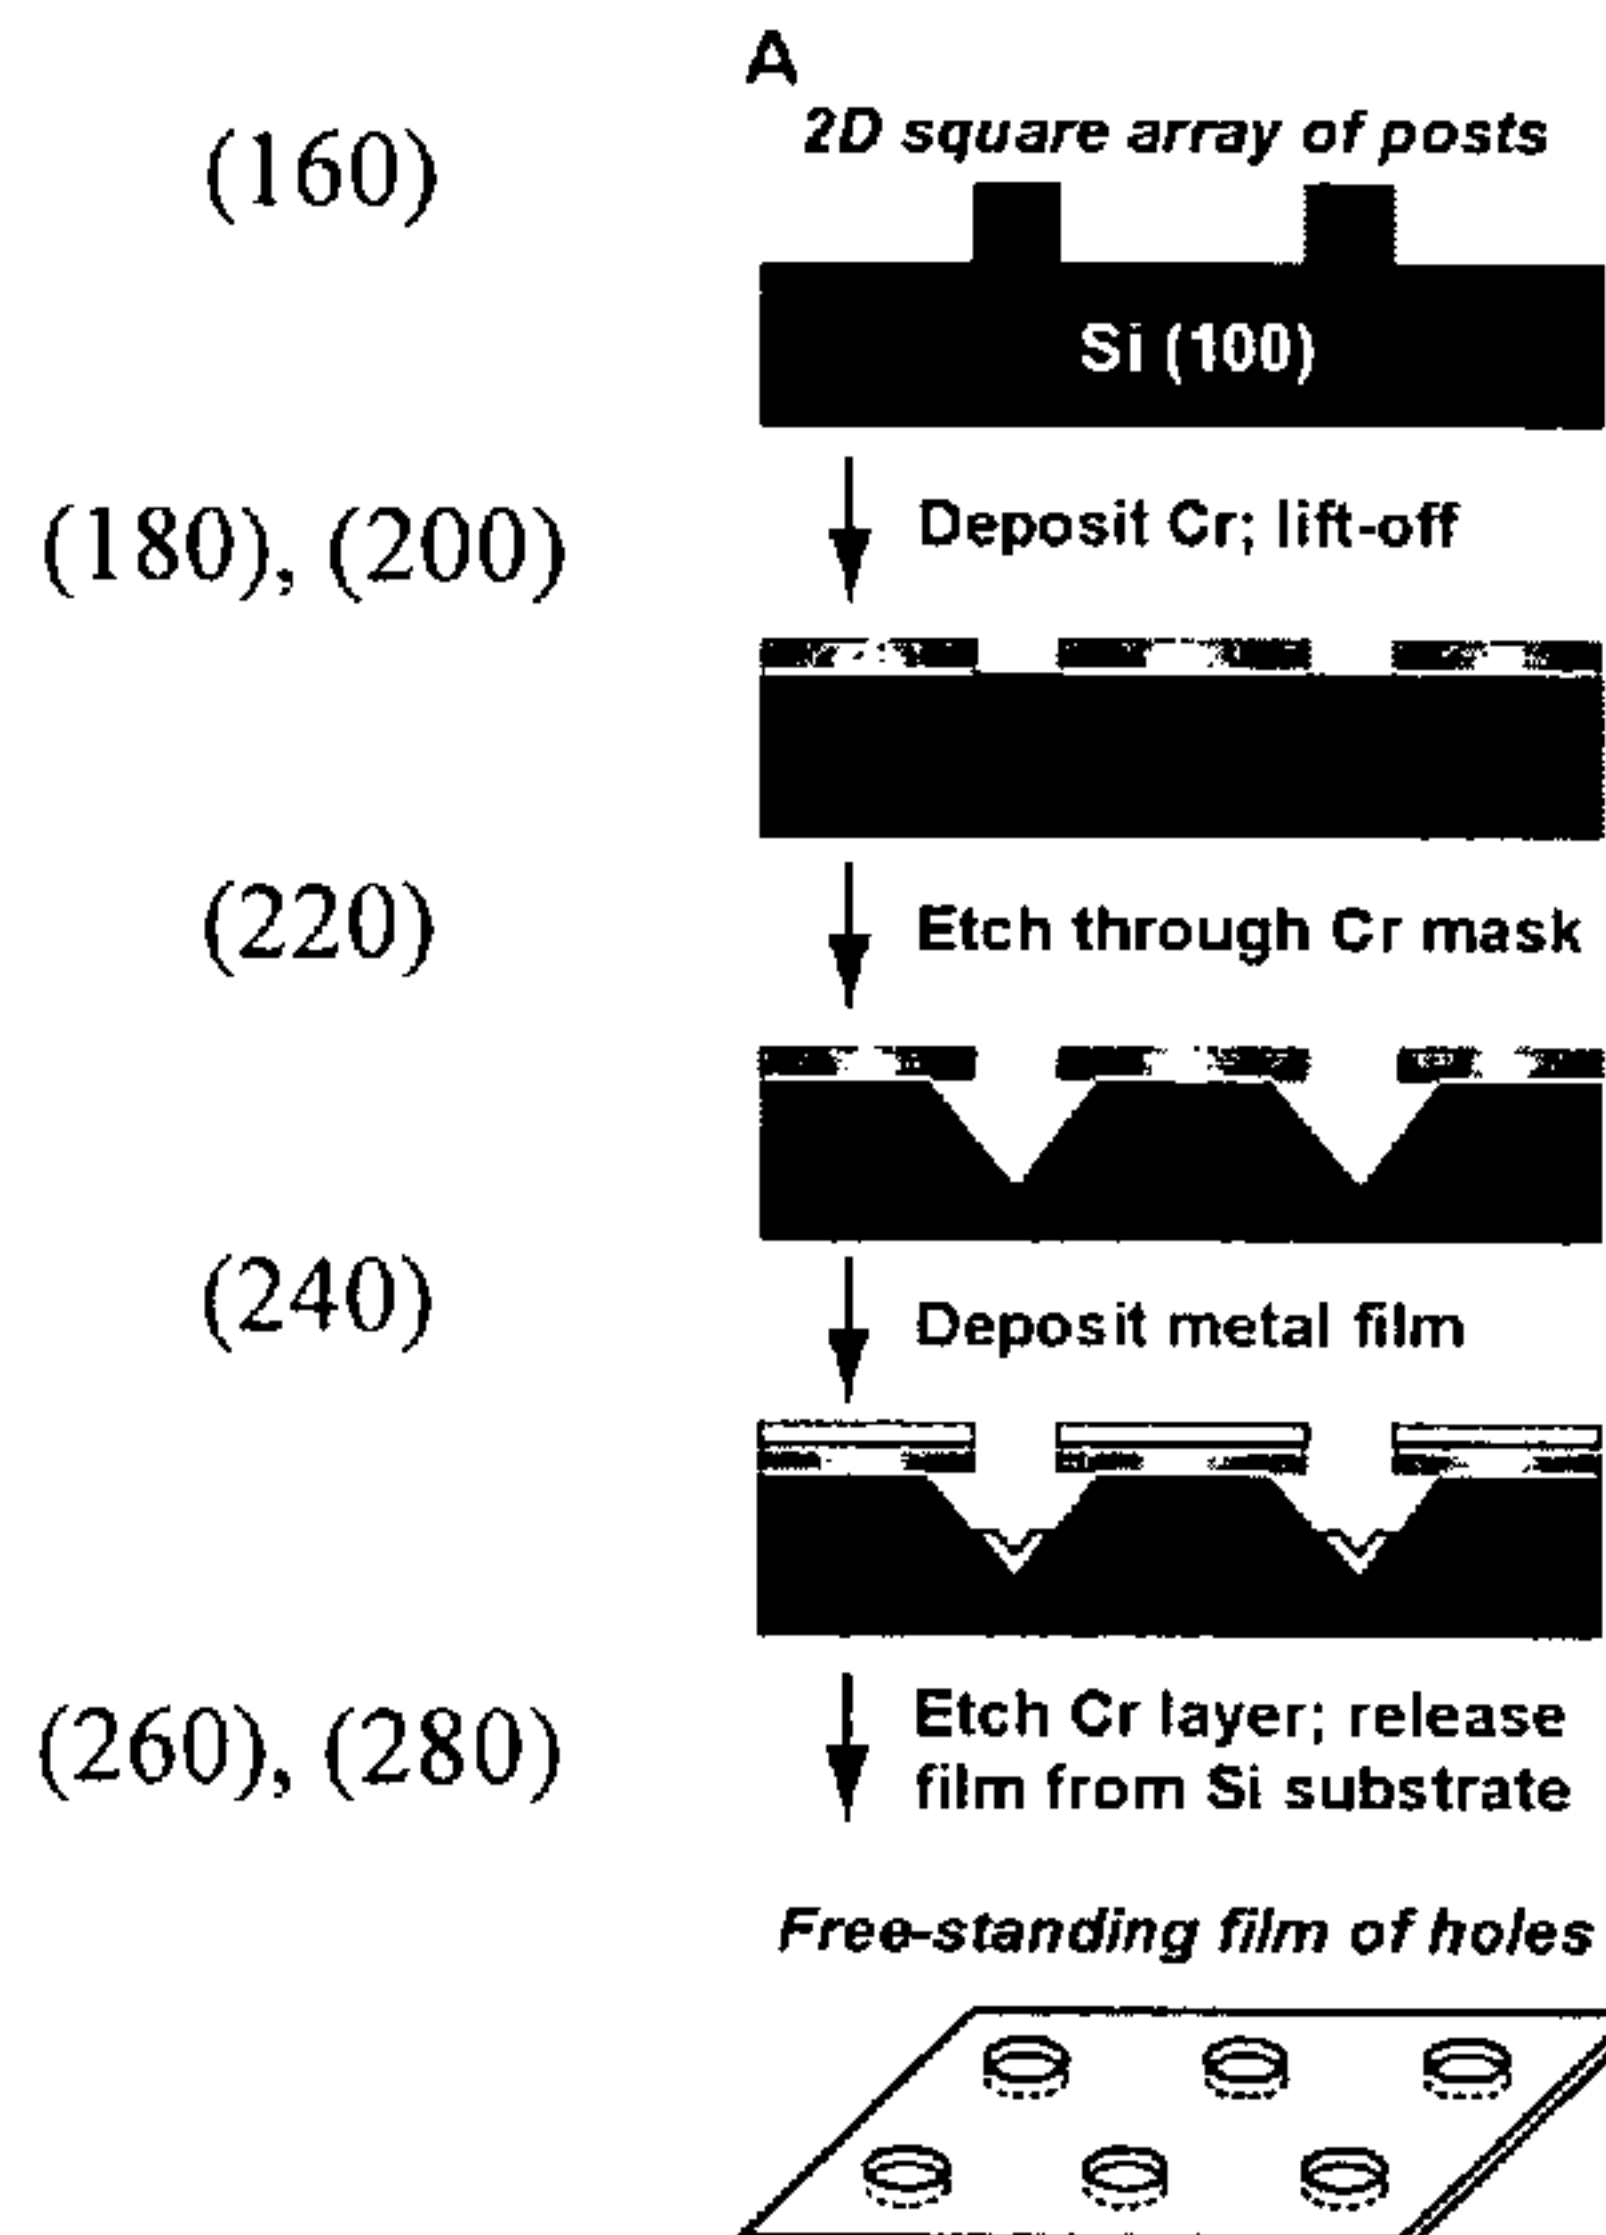 A
(160)
2D square array of posts
Si (100)
(180), (200)
Deposit Cr; lift-off
(220)
Etch through Cr mask
(240)
Deposit metal film
(260), (280)
Etch Cr layer; release
film from Si substrate
Free-standing film of holes